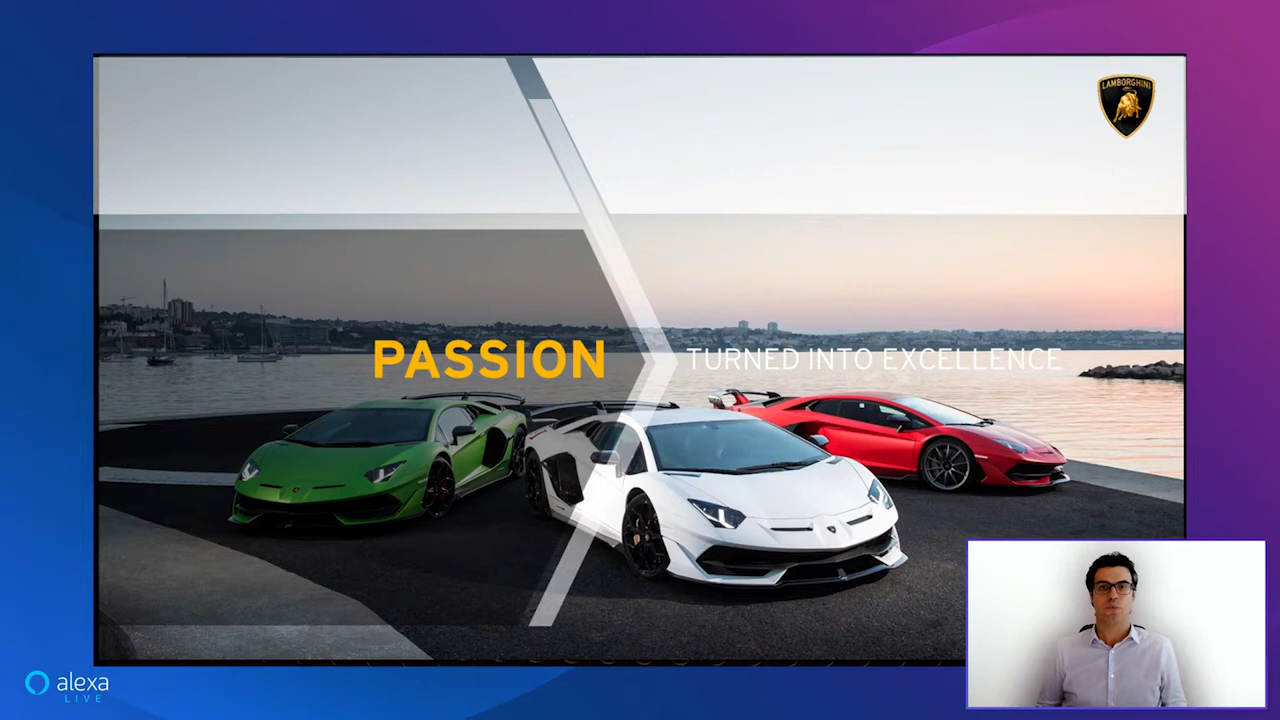 LAMBORGHINI
PASSION
TURNED INTO EXCELLENCE
alexa
LIVE